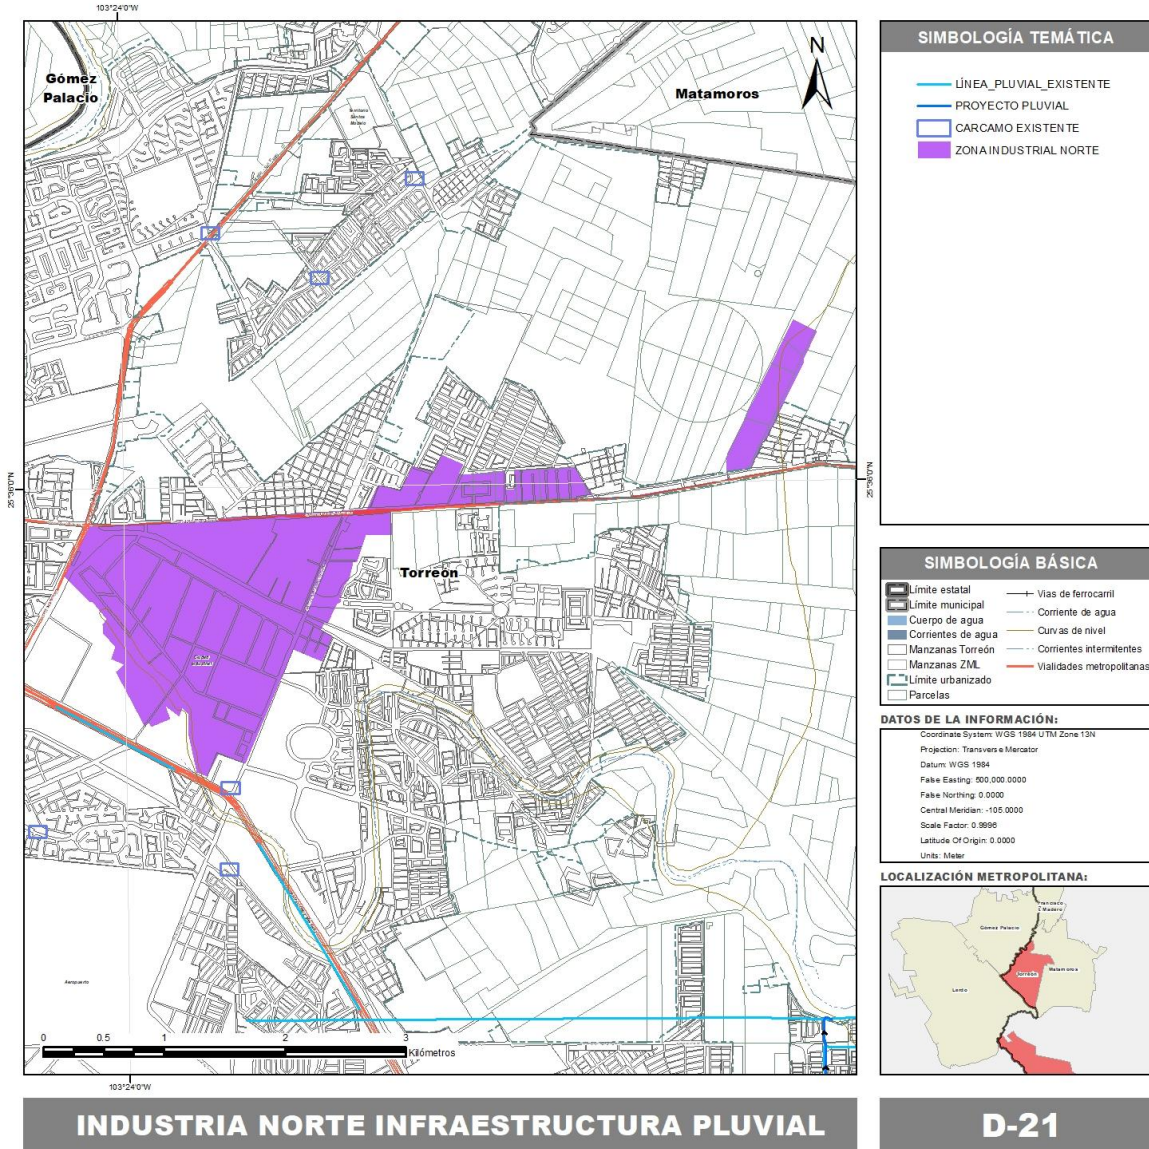 103°24'0"W
Gómez
Palacio
Matamoros
N
25°36'0"N
25°36'0"N
Torreón
Aeropuerto
0 0.5 1 2 3
Kilómetros
103°24'0"W
INDUSTRIA NORTE INFRAESTRUCTURA PLUVIAL
SIMBOLOGÍA TEMÁTICA
LÍNEA_PLUVIAL_EXISTENTE
PROYECTO PLUVIAL
CARCAMO EXISTENTE
ZONA INDUSTRIAL NORTE
SIMBOLOGÍA BÁSICA
Límite estatal
Límite municipal
Cuerpo de agua
Corrientes de agua
Manzanas Torreón
Manzanas ZML
Límite urbanizado
Parcelas
Vias de ferrocarril
Corriente de agua
Curvas de nivel
Corrientes intermitentes
Vialidades metropolitanas
DATOS DE LA INFORMACIÓN:
Coordinate System: WGS 1984 UTM Zone 13N
Projection: Transverse Mercator
Datum: WGS 1984
False Easting: 500,000.0000
False Northing: 0.0000
Central Meridian: -105.0000
Scale Factor: 0.9996
Latitude Of Origin: 0.0000
Units: Meter
LOCALIZACIÓN METROPOLITANA:
Francisco
I. Madero
Gómez Palacio
Torreón
Matamoros
Lerdo
D-21